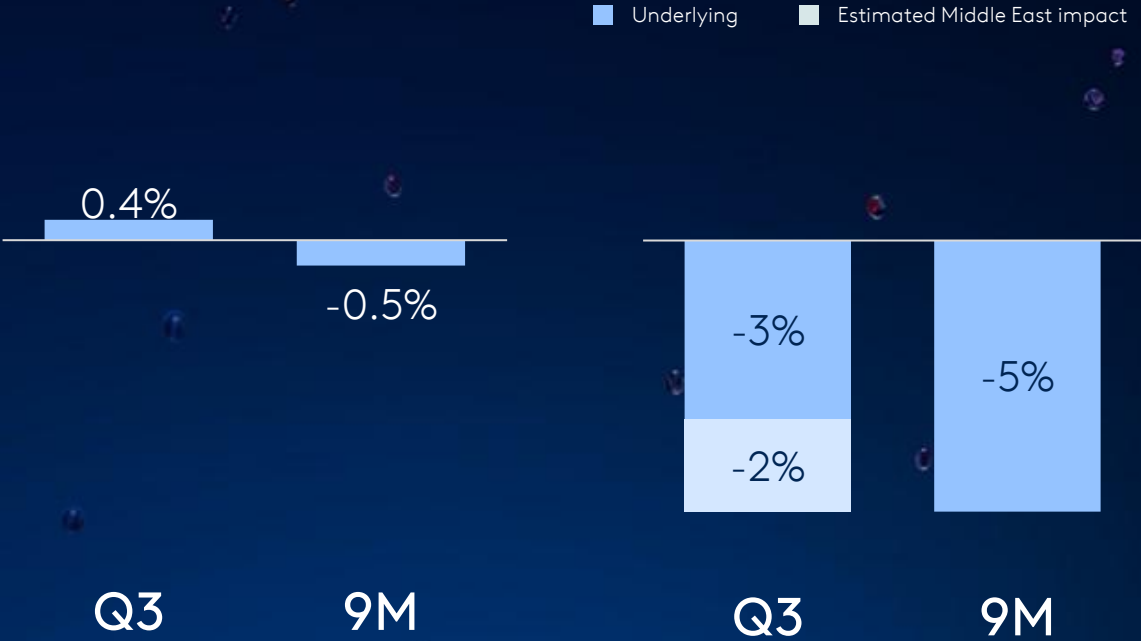 Underlying
Estimated Middle East impact
0.4%
-0.5%
-3%
-5%
-2%
Q3
9M
Q3
9M